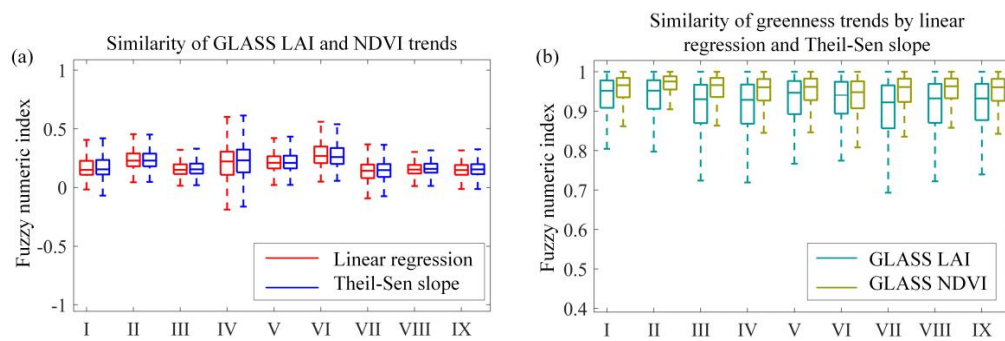 (a)
Similarity of GLASS LAI and NDVI trends
Fuzzy numeric index
1
0.5
0
-0.5
-1
Linear regression
Theil-Sen slope
I II III IV V VI VII VIII IX
(b)
Similarity of greenness trends by linear
regression and Theil-Sen slope
Fuzzy numeric index
1
0.9
0.8
0.7
0.6
0.5
0.4
GLASS LAI
GLASS NDVI
I II III IV V VI VII VIII IX